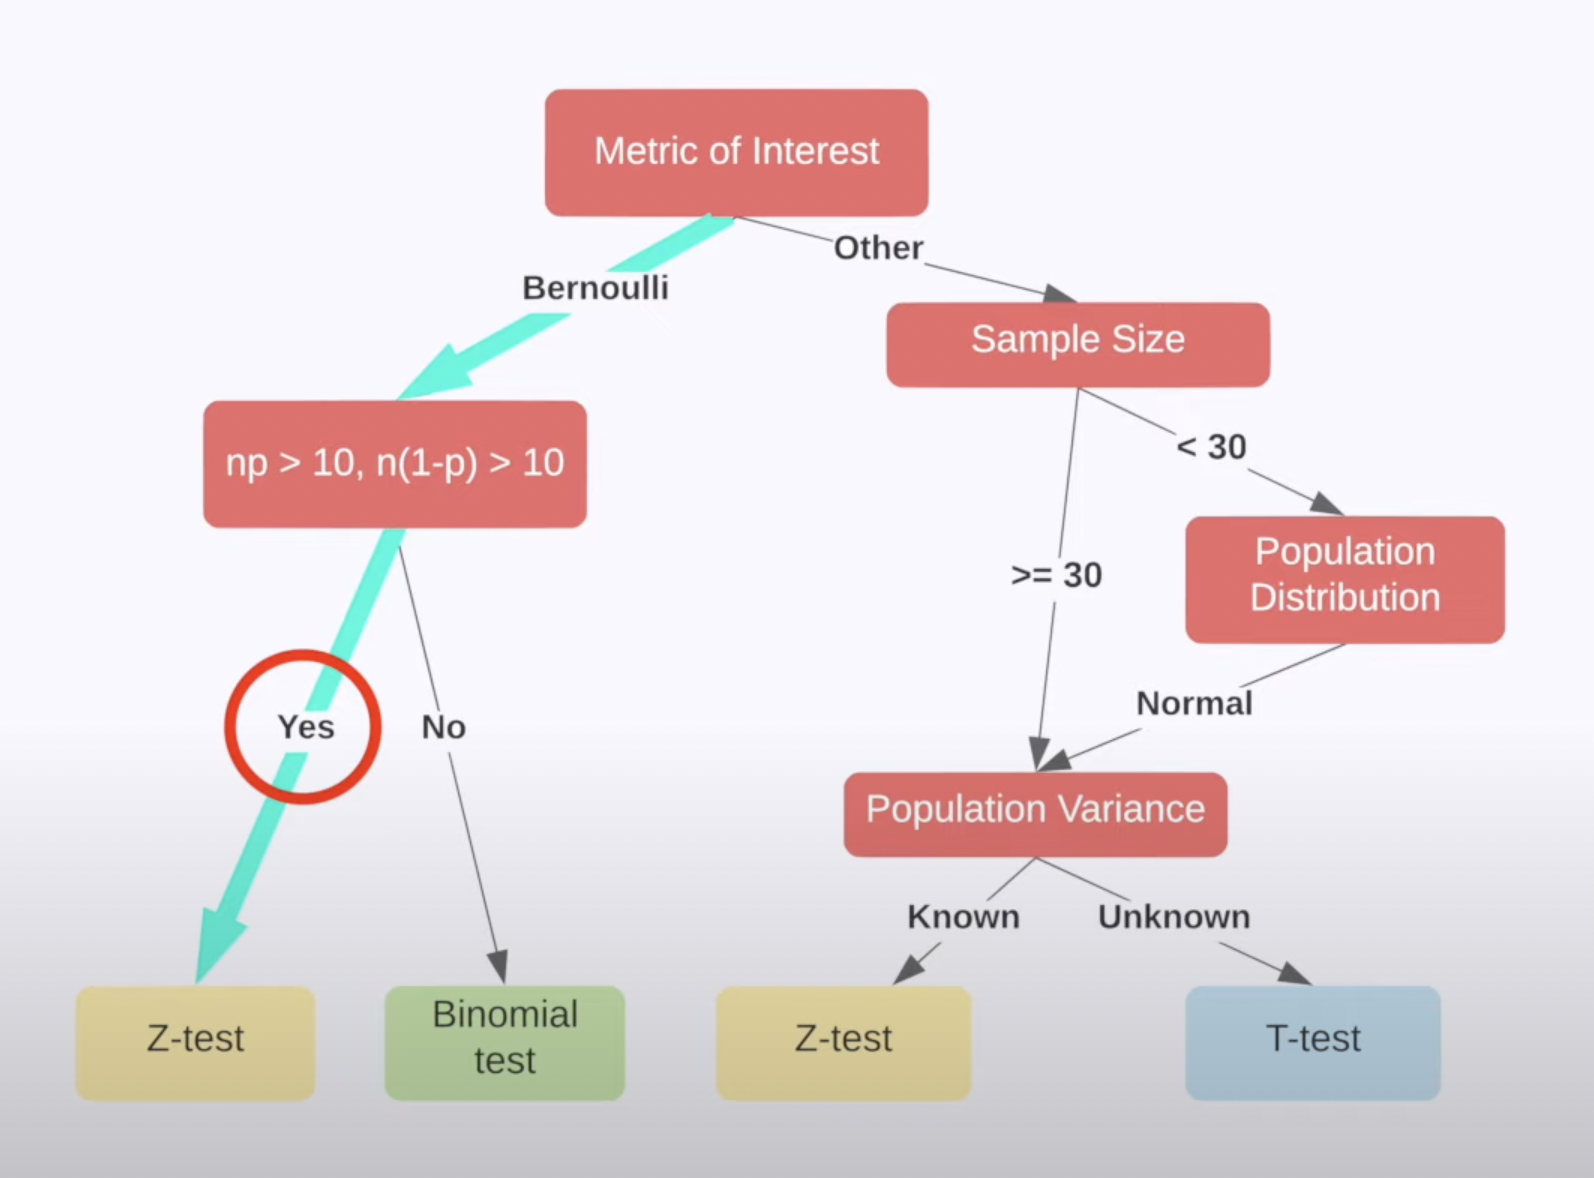 Metric of Interest
Other
Bernoulli
Sample Size
np > 10, n(1-p) > 10
< 30
Population
Distribution
>= 30
Normal
Yes
No
Population Variance
Known
Unknown
Z-test
Binomial
test
Z-test
T-test